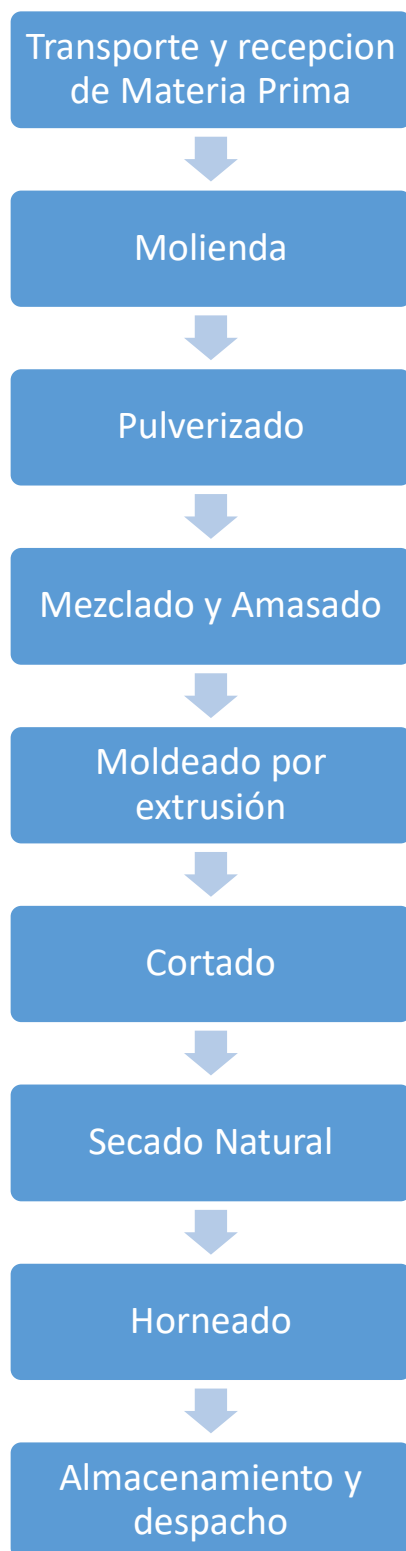 Transporte y recepcion
de Materia Prima
Molienda
Pulverizado
Mezclado y Amasado
Moldeado por
extrusión
Cortado
Secado Natural
Horneado
Almacenamiento y
despacho